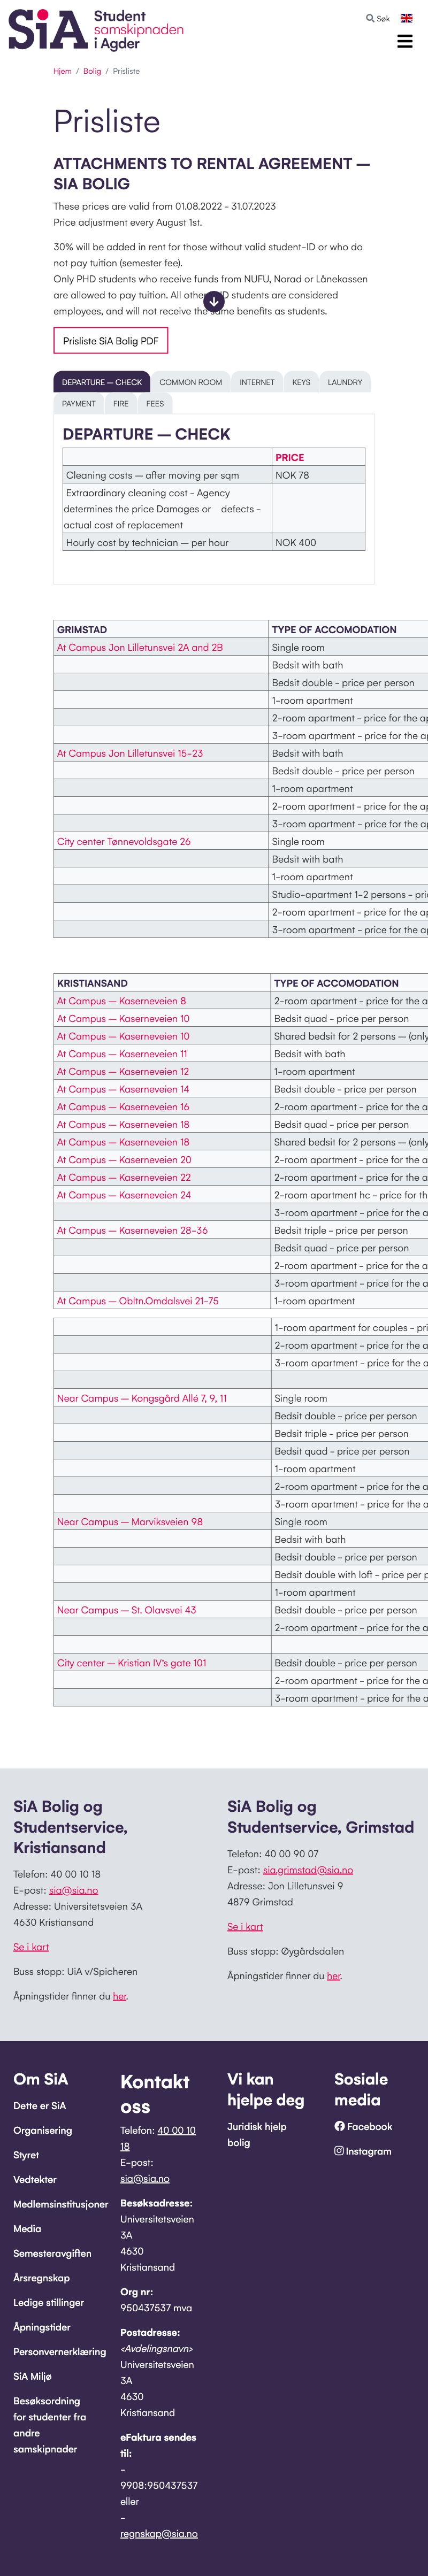 SiA Student
samskipnaden
i Agder
Søk
Hjem / Bolig / Prisliste
Prisliste
ATTACHMENTS TO RENTAL AGREEMENT –
SIA BOLIG
These prices are valid from 01.08.2022 - 31.07.2023
Price adjustment every August 1st.
30% will be added in rent for those without valid student-ID or who do
not pay tuition (semester fee).
Only PHD students who receive funds from NUFU, Norad or Lånekassen
are allowed to pay tuition. All other students are considered
employees, and will not receive the same benefits as students.
Prisliste SiA Bolig PDF
DEPARTURE – CHECK COMMON ROOM INTERNET KEYS LAUNDRY
PAYMENT FIRE FEES
DEPARTURE – CHECK
PRICE
Cleaning costs – after moving per sqm NOK 78
Extraordinary cleaning cost - Agency
determines the price Damages or defects -
actual cost of replacement
Hourly cost by technician – per hour NOK 400
GRIMSTAD TYPE OF ACCOMODATION
At Campus Jon Lilletunsvei 2A and 2B Single room
Bedsit with bath
Bedsit double - price per person
1-room apartment
2-room apartment - price for the ap
3-room apartment - price for the ap
At Campus Jon Lilletunsvei 15-23 Bedsit with bath
Bedsit double - price per person
1-room apartment
2-room apartment - price for the ap
3-room apartment - price for the ap
City center Tønnevoldsgate 26 Single room
Bedsit with bath
1-room apartment
Studio-apartment 1-2 persons - pri
2-room apartment - price for the ap
3-room apartment - price for the ap
KRISTIANSAND TYPE OF ACCOMODATION
At Campus – Kaserneveien 8 2-room apartment - price for the a
At Campus – Kaserneveien 10 Bedsit quad - price per person
At Campus – Kaserneveien 10 Shared bedsit for 2 persons – (only
At Campus – Kaserneveien 11 Bedsit with bath
At Campus – Kaserneveien 12 1-room apartment
At Campus – Kaserneveien 14 Bedsit double - price per person
At Campus – Kaserneveien 16 2-room apartment - price for the a
At Campus – Kaserneveien 18 Bedsit quad - price per person
At Campus – Kaserneveien 18 Shared bedsit for 2 persons – (only
At Campus – Kaserneveien 20 2-room apartment - price for the a
At Campus – Kaserneveien 22 2-room apartment - price for the a
At Campus – Kaserneveien 24 2-room apartment hc - price for th
3-room apartment - price for the a
At Campus – Kaserneveien 28-36 Bedsit triple - price per person
Bedsit quad - price per person
2-room apartment - price for the a
3-room apartment - price for the a
At Campus – Obltn.Omdalsvei 21-75 1-room apartment
1-room apartment for couples - pri
2-room apartment - price for the a
3-room apartment - price for the a
Near Campus – Kongsgård Allé 7, 9, 11 Single room
Bedsit double - price per person
Bedsit triple - price per person
Bedsit quad - price per person
1-room apartment
2-room apartment - price for the a
3-room apartment - price for the a
Near Campus – Marviksveien 98 Single room
Bedsit with bath
Bedsit double - price per person
Bedsit double with loft - price per p
1-room apartment
Near Campus – St. Olavsvei 43 Bedsit double - price per person
2-room apartment - price for the a
City center – Kristian IV's gate 101 Bedsit double - price per person
2-room apartment - price for the a
3-room apartment - price for the a
SiA Bolig og
Studentservice,
Kristiansand
Telefon: 40 00 10 18
E-post: sia@sia.no
Adresse: Universitetsveien 3A
4630 Kristiansand
Se i kart
Buss stopp: UiA v/Spicheren
Åpningstider finner du her.
SiA Bolig og
Studentservice, Grimstad
Telefon: 40 00 90 07
E-post: sia.grimstad@sia.no
Adresse: Jon Lilletunsvei 9
4879 Grimstad
Se i kart
Buss stopp: Øygårdsdalen
Åpningstider finner du her.
Om SiA
Dette er SiA
Organisering
Styret
Vedtekter
Medlemsinstitusjoner
Media
Semesteravgiften
Årsregnskap
Ledige stillinger
Åpningstider
Personvernerklæring
SiA Miljø
Besøksordning
for studenter fra
andre
samskipnader
Kontakt
oss
Telefon: 40 00 10
18
E-post:
sia@sia.no
Besøksadresse:
Universitetsveien
3A
4630
Kristiansand
Org nr:
950437537 mva
Postadresse:
<Avdelingsnavn>
Universitetsveien
3A
4630
Kristiansand
eFaktura sendes
til:
-
9908:950437537
eller
-
regnskap@sia.no
Vi kan
hjelpe deg
Juridisk hjelp
bolig
Sosiale
media
Facebook
Instagram